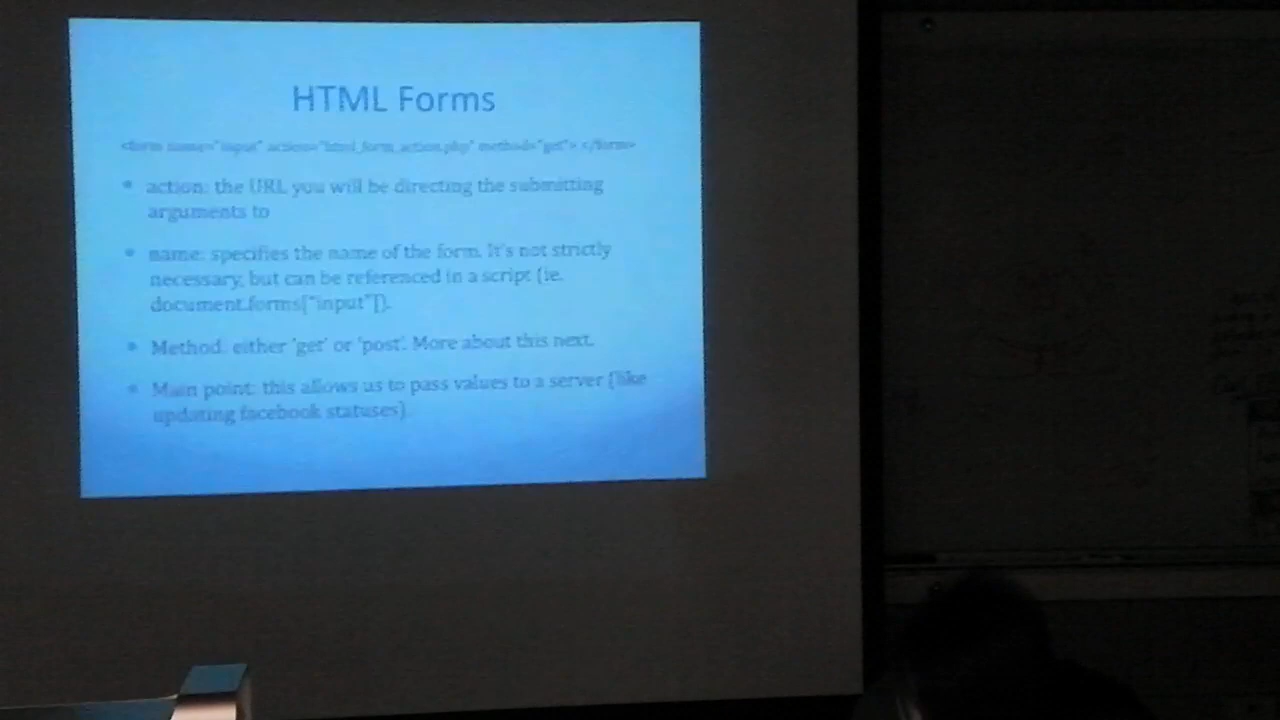 HTML Forms
<form name="input" action="html_form_action.php" method="get"> </form>
action: the URL you will be directing the submitting
arguments to
name: specifies the name of the form. It's not strictly
necessary, but can be referenced in a script (ie.
document.forms["input"]).
Method: either 'get' or 'post'. More about this next.
Main point: this allows us to pass values to a server (like
updating facebook statuses)